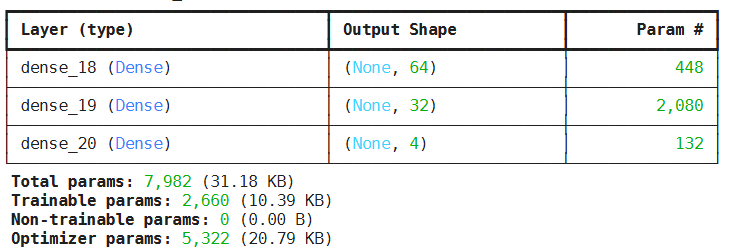 Layer (type) Output Shape Param #
dense_18 (Dense) (None, 64) 448
dense_19 (Dense) (None, 32) 2,080
dense_20 (Dense) (None, 4) 132
Total params: 7,982 (31.18 KB)
Trainable params: 2,660 (10.39 KB)
Non-trainable params: 0 (0.00 B)
Optimizer params: 5,322 (20.79 KB)